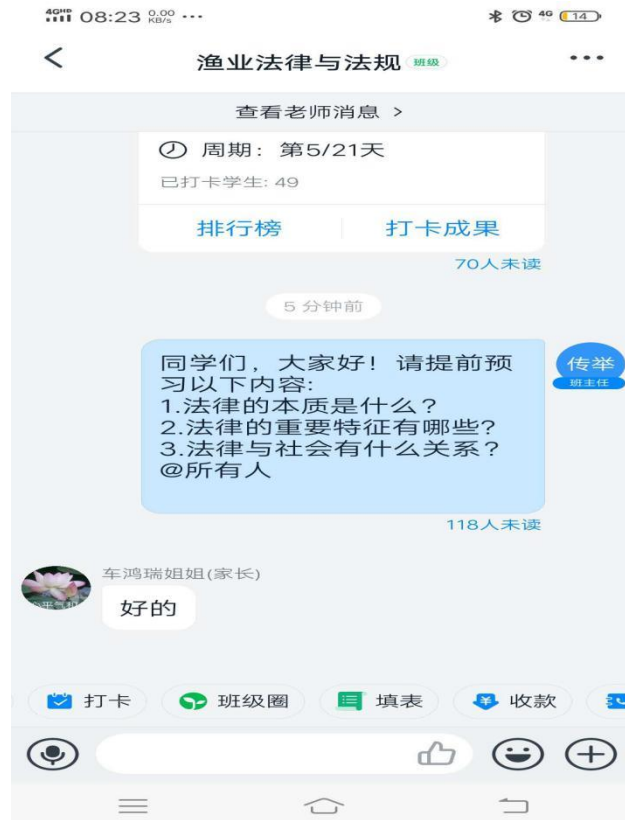 4GHD 08:23 0.00 KB/s ··· 4G 14
渔业法律与法规 班级
查看老师消息 >
周期：第5/21天
已打卡学生: 49
排行榜 打卡成果
70人未读
5 分钟前
同学们，大家好！请提前预
习以下内容:
1.法律的本质是什么？
2.法律的重要特征有哪些?
3.法律与社会有什么关系？
@所有人
传举
班主任
118人未读
车鸿瑞姐姐(家长)
好的
打卡 班级圈 填表 收款